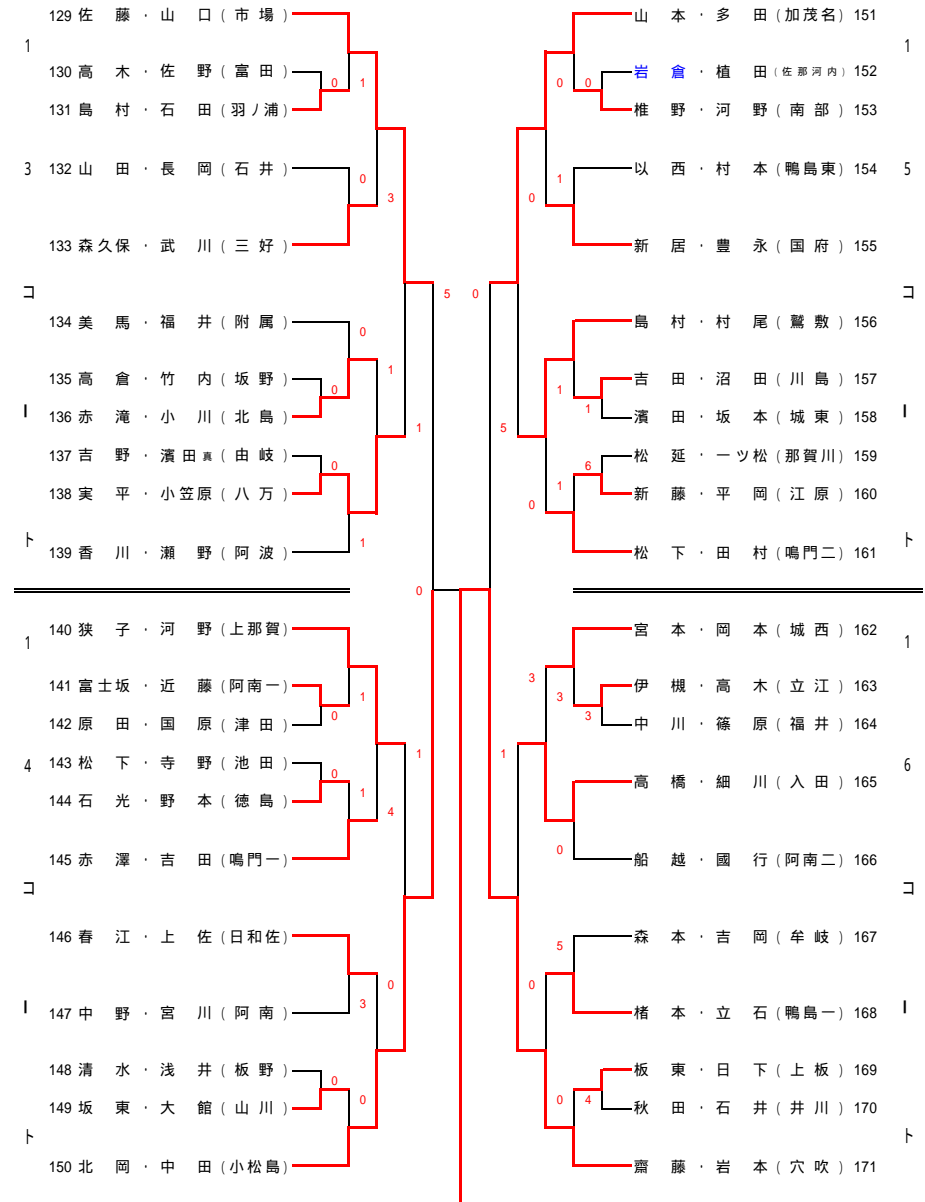 129 佐藤・山口(市場)
1
130 高木・佐野(富田)
0 1
131 島村・石田(羽ノ浦)
3 132 山田・長岡(石井)
0
3
133 森久保・武川(三好)
コ
5
134 美馬・福井(附属)
0
135 高倉・竹内(坂野)
0
1
ー 136 赤滝・小川(北島)
1
137 吉野・濱田真(由岐)
0
138 実平・小笠原(八万)
ト 139 香川・瀬野(阿波)
1
0
1 140 狭子・河野(上那賀)
141 富士坂・近藤(阿南一)
0 1
142 原田・国原(津田)
4 143 松下・寺野(池田)
0
1
144 石光・野本(徳島)
1
4
145 赤澤・吉田(鳴門一)
コ
146 春江・上佐(日和佐)
0
ー 147 中野・宮川(阿南)
3
148 清水・浅井(板野)
0
149 坂東・大館(山川)
0
ト
150 北岡・中田(小松島)
山本・多田(加茂名) 151
1
岩倉・植田(佐那河内) 152
0 0
椎野・河野(南部) 153
以西・村本(鴨島東) 154 5
1
0
新居・豊永(国府) 155
コ
0
島村・村尾(鷲敷) 156
吉田・沼田(川島) 157
1
1
濱田・坂本(城東) 158 ー
5
松延・一ツ松(那賀川) 159
6
1
新藤・平岡(江原) 160
0
松下・田村(鳴門二) 161 ト
宮本・岡本(城西) 162 1
3
伊槻・高木(立江) 163
3
3
中川・篠原(福井) 164
1
高橋・細川(入田) 165 6
0
船越・國行(阿南二) 166
コ
森本・吉岡(牟岐) 167
5
0
楮本・立石(鴨島一) 168 ー
板東・日下(上板) 169
0 4
秋田・石井(井川) 170
ト
齋藤・岩本(穴吹) 171